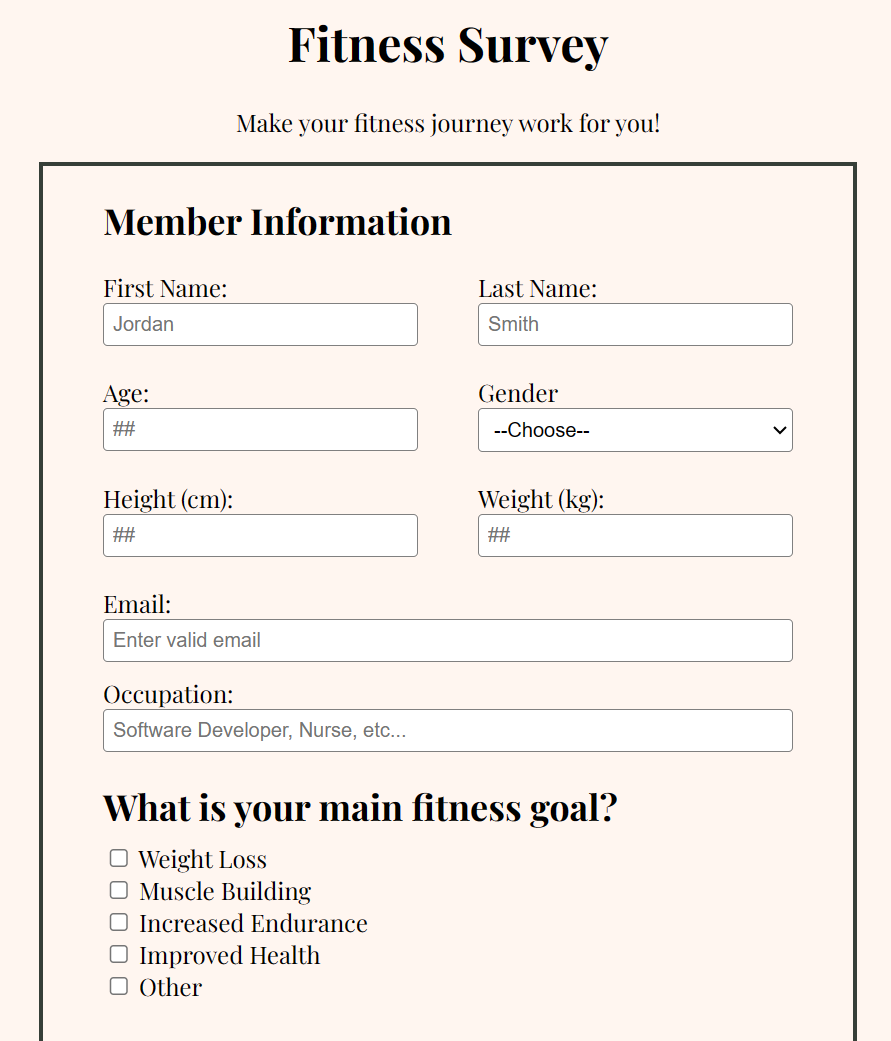 Fitness Survey
Make your fitness journey work for you!
Member Information
First Name: Last Name:
Jordan Smith
Age: Gender
## --Choose--
Height (cm): Weight (kg):
## ##
Email:
Enter valid email
Occupation:
Software Developer, Nurse, etc...
What is your main fitness goal?
Weight Loss
Muscle Building
Increased Endurance
Improved Health
Other